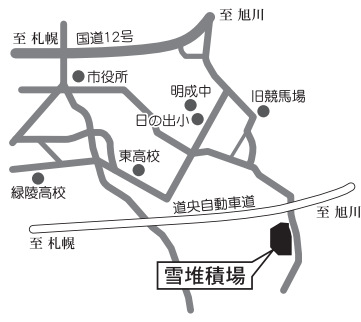 至 旭川
至 札幌
国道12号
市役所
明成中
旧競馬場
日の出小
東高校
緑陵高校
道央自動車道
至 旭川
至 札幌
雪堆積場